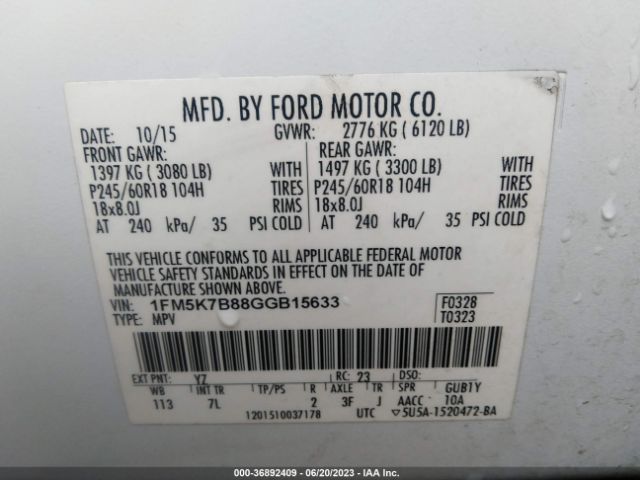 MFD. BY FORD MOTOR CO.
DATE: 10/15 GVWR: 2776 KG ( 6120 LB)
FRONT GAWR: REAR GAWR:
1397 KG ( 3080 LB) WITH 1497 KG ( 3300 LB) WITH
P245/60R18 104H TIRES P245/60R18 104H TIRES
18x8.0J RIMS 18x8.0J RIMS
AT 240 kPa/ 35 PSI COLD AT 240 kPa/ 35 PSI COLD
THIS VEHICLE CONFORMS TO ALL APPLICABLE FEDERAL MOTOR
VEHICLE SAFETY STANDARDS IN EFFECT ON THE DATE OF
MANUFACTURE SHOWN ABOVE.
VIN: 1FM5K7B88GGB15633 F0328
TYPE: MPV T0323
EXT PNT: YZ RC: 23 DSO:
WB INT TR TP/PS R AXLE TR SPR GUB1Y
113 7L 2 3F J AACC 10A
1201510037178 UTC ▽5U5A-1520472-BA
000-36892409 - 06/20/2023 - IAA Inc.